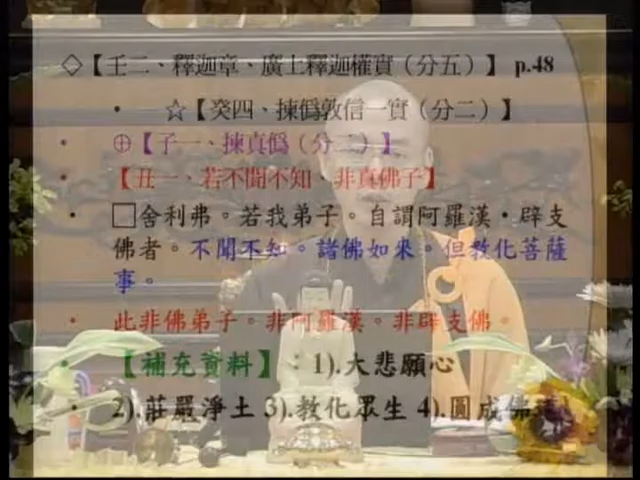 ◇【壬二、釋迦章、廣上釋迦權實（分五）】 p.48
• ☆【癸四、揀偽敦信一實（分二）】
• ⊕【子一、揀真偽（分二）】
• 【丑一、若不聞不知、非真佛子】
• □舍利弗。若我弟子。自謂阿羅漢・辟支
佛者。不聞不知。諸佛如來。但教化菩薩
事。
• 此非佛弟子。非阿羅漢。非辟支佛。
• 【補充資料】：1).大悲願心
• 2).莊嚴淨土 3).教化眾生 4).圓成佛